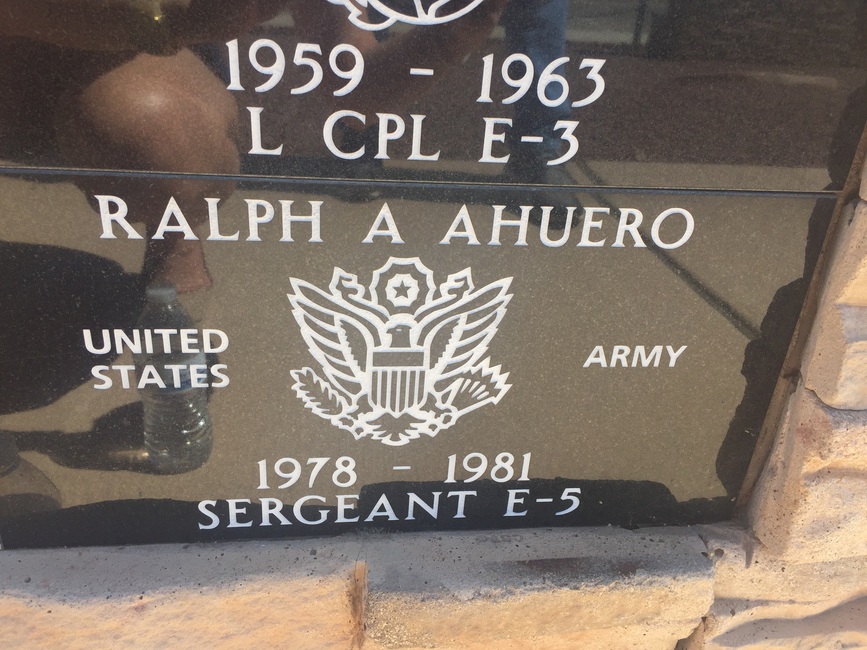 1959 - 1963
L CPL E-3
RALPH A AHUERO
UNITED
STATES
ARMY
1978 - 1981
SERGEANT E-5